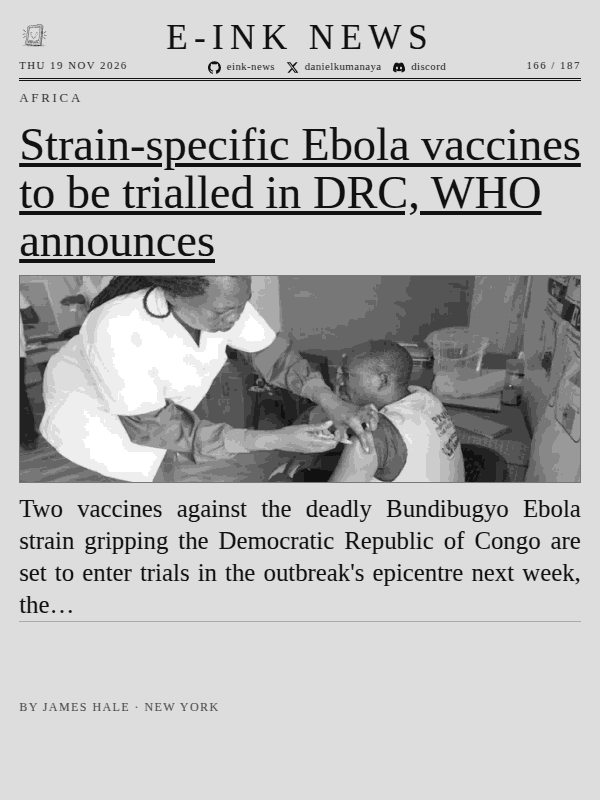 E-INK NEWS
THU 19 NOV 2026
eink-news danielkumanaya discord
166 / 187
AFRICA
Strain-specific Ebola vaccines
to be trialled in DRC, WHO
announces
Two vaccines against the deadly Bundibugyo Ebola
strain gripping the Democratic Republic of Congo are
set to enter trials in the outbreak's epicentre next week,
the…
BY JAMES HALE · NEW YORK